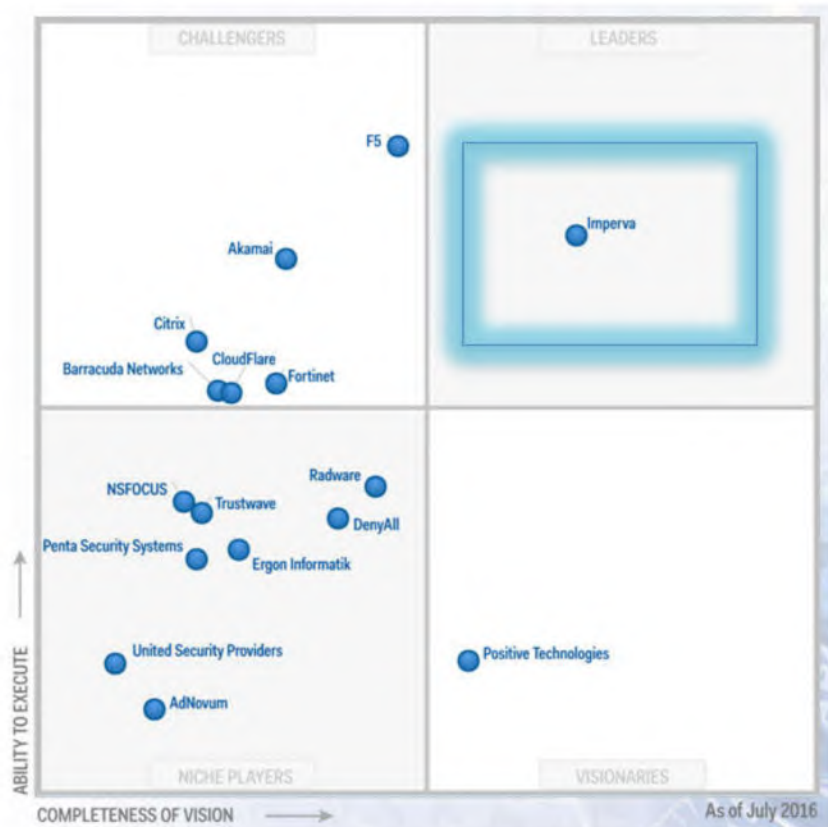 CHALLENGERS
LEADERS
F5
Imperva
Akamai
Citrix
CloudFlare
Barracuda Networks
Fortinet
Radware
NSFOCUS
Trustwave
DenyAll
Penta Security Systems
Ergon Informatik
United Security Providers
Positive Technologies
AdNovum
NICHE PLAYERS
VISIONARIES
ABILITY TO EXECUTE
COMPLETENESS OF VISION
As of July 2016